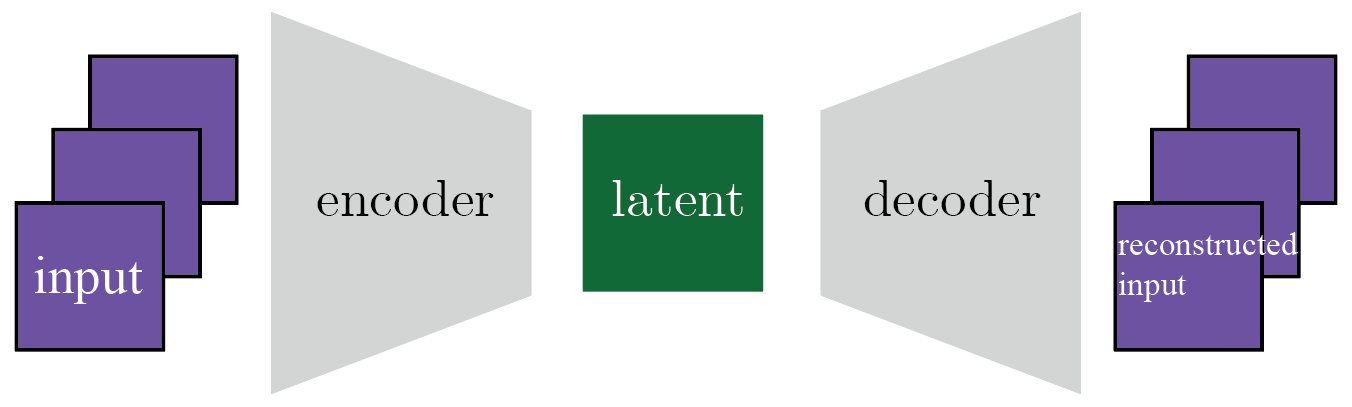 input
encoder
latent
decoder
reconstructed
input